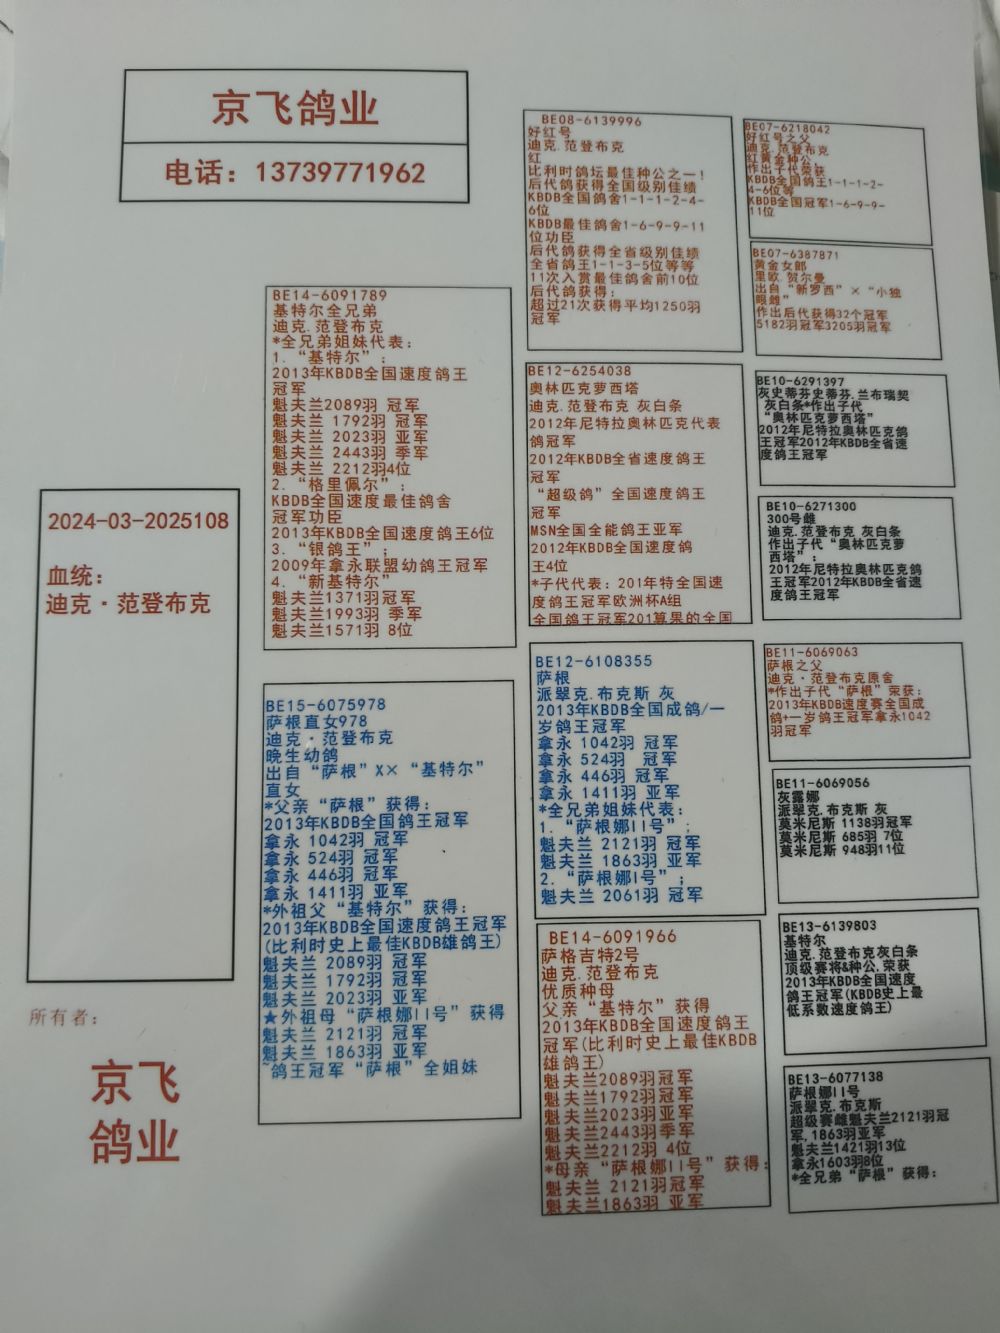 京飞鸽业
电话：13739771962
2024-03-2025108
血统：
迪克·范登布克
所有者：
京飞
鸽业
BE14-6091789
基特尔全兄弟
迪克.范登布克
*全兄弟姐妹代表：
1.“基特尔”；
2013年KBDB全国速度鸽王
冠军
魁夫兰2089羽 冠军
魁夫兰 1792羽 冠军
魁夫兰 2023羽 亚军
魁夫兰 2443羽 季军
魁夫兰 2212羽4位
2.“格里佩尔”；
KBDB全国速度最佳鸽舍
冠军功臣
2013年KBDB全国速度鸽王6位
3.“银鸽王”；
2009年拿永联盟幼鸽王冠军
4.“新基特尔”
魁夫兰1371羽冠军
魁夫兰1993羽 季军
魁夫兰1571羽 8位
BE15-6075978
萨根直女978
迪克·范登布克
晚生幼鸽
出自“萨根”X×“基特尔”
直女
*父亲“萨根”获得：
2013年KBDB全国鸽王冠军
拿永 1042羽 冠军
拿永 524羽 冠军
拿永 446羽 冠军
拿永 1411羽 亚军
*外祖父“基特尔”获得：
2013年KBDB全国速度鸽王冠军
(比利时史上最佳KBDB雄鸽王)
魁夫兰 2089羽 冠军
魁夫兰 1792羽 冠军
魁夫兰 2023羽 亚军
★外祖母“萨根娜II号”获得
魁夫兰 2121羽 冠军
魁夫兰 1863羽 亚军
~鸽王冠军“萨根”全姐妹
BE08-6139996
好红号
迪克.范登布克
红
比利时鸽坛最佳种公之一！
后代鸽获得全国级别佳绩
KBDB全国鸽舍1-1-1-2-4-
6位
KBDB最佳鸽舍1-6-9-9-11
位功臣
后代鸽获得全省级别佳绩
全省鸽王1-1-3-5位等等
11次入赏最佳鸽舍前10位
后代鸽获得：
超过21次获得平均1250羽
冠军
BE12-6254038
奥林匹克萝西塔
迪克.范登布克 灰白条
2012年尼特拉奥林匹克代表
鸽冠军
2012年KBDB全省速度鸽王
冠军
“超级鸽”全国速度鸽王
冠军
MSN全国全能鸽王亚军
2012年KBDB全国速度鸽
王4位
*子代代表：201年特全国速
度鸽王冠军欧洲杯A组
全国鸽王冠军201算果的全国
BE12-6108355
萨根
派翠克.布克斯 灰
2013年KBDB全国成鸽/一
岁鸽王冠军
拿永 1042羽 冠军
拿永 524羽 冠军
拿永 446羽 冠军
拿永 1411羽 亚军
*全兄弟姐妹代表：
1.“萨根娜II号”；
魁夫兰 2121羽 冠军
魁夫兰 1863羽 亚军
2.“萨根娜I号”；
魁夫兰 2061羽 冠军
BE14-6091966
萨格吉特2号
迪克.范登布克
优质种母
父亲“基特尔”获得
2013年KBDB全国速度鸽王
冠军(比利时史上最佳KBDB
雄鸽王)
魁夫兰2089羽冠军
魁夫兰1792羽冠军
魁夫兰2023羽亚军
魁夫兰2443羽季军
魁夫兰2212羽 4位
*母亲“萨根娜II号”获得：
魁夫兰 2121羽冠军
魁夫兰1863羽 亚军
BE07-6218042
好红号之父
迪克.范登布克
红黄金种公，
作出子代荣获
KBDB全国鸽王1-1-1-2-
4-6位等
KBDB全国冠军1-6-9-9-
11位
BE07-6387871
黄金女郎
里欧.贺尔曼
出自“新罗西”×“小独
眼雌”
作出后代获得32个冠军
5182羽冠军3205羽冠军
BE10-6291397
灰史蒂芬史蒂芬.兰布瑞契
灰白条*作出子代
“奥林匹克萝西塔”
2012年尼特拉奥林匹克鸽
王冠军2012年KBDB全省速
度鸽王冠军
BE10-6271300
300号雌
迪克.范登布克 灰白条
作出子代“奥林匹克萝
西塔”：
2012年尼特拉奥林匹克鸽
王冠军2012年KBDB全省速
度鸽王冠军
BE11-6069063
萨根之父
迪克·范登布克原舍
*作出子代“萨根”荣获：
2013年KBDB速度赛全国成
鸽+一岁鸽王冠军拿永1042
羽冠军
BE11-6069056
灰露娜
派翠克.布克斯 灰
莫米尼斯 1138羽冠军
莫米尼斯 685羽 7位
莫米尼斯 948羽11位
BE13-6139803
基特尔
迪克.范登布克灰白条
顶级赛将&种公,荣获
2013年KBDB全国速度
鸽王冠军(KBDB史上最
低系数速度鸽王)
BE13-6077138
萨根娜II号
派翠克.布克斯
超级赛雌魁夫兰2121羽冠
军,1863羽亚军
魁夫兰1421羽13位
拿永1603羽8位
*全兄弟“萨根”获得：